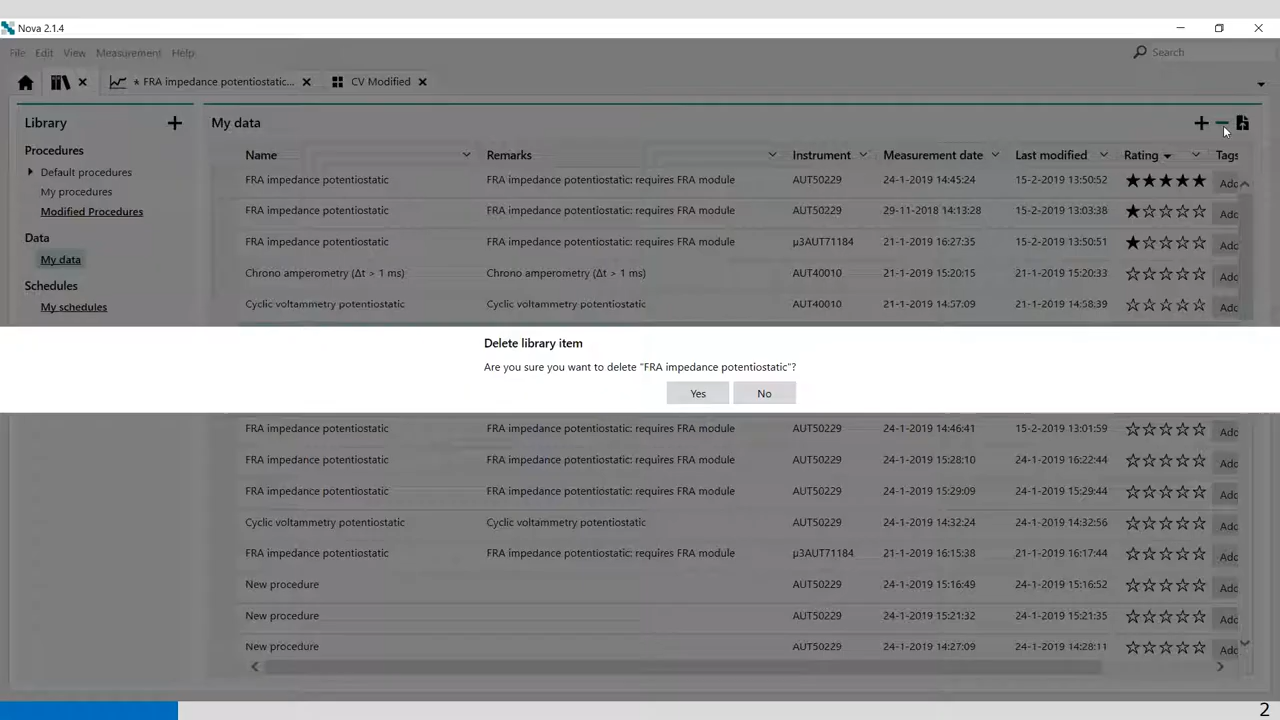 Nova 2.1.4
File Edit View Measurement Help Search
* FRA impedance potentiostatic... CV Modified
Library My data
Procedures
Default procedures
My procedures
Modified Procedures
Data
My data
Schedules
My schedules
Name Remarks Instrument Measurement date Last modified Rating Tags
FRA impedance potentiostatic FRA impedance potentiostatic: requires FRA module AUT50229 24-1-2019 14:45:24 15-2-2019 13:50:52 Add
FRA impedance potentiostatic FRA impedance potentiostatic: requires FRA module AUT50229 29-11-2018 14:13:28 15-2-2019 13:03:38 Add
FRA impedance potentiostatic FRA impedance potentiostatic: requires FRA module µ3AUT71184 21-1-2019 16:27:35 15-2-2019 13:50:51 Add
Chrono amperometry (Δt > 1 ms) Chrono amperometry (Δt > 1 ms) AUT40010 21-1-2019 15:20:15 21-1-2019 15:20:33 Add
Cyclic voltammetry potentiostatic Cyclic voltammetry potentiostatic AUT40010 21-1-2019 14:57:09 21-1-2019 14:58:39 Add
Delete library item
Are you sure you want to delete "FRA impedance potentiostatic"?
Yes No
FRA impedance potentiostatic FRA impedance potentiostatic: requires FRA module AUT50229 24-1-2019 14:46:41 15-2-2019 13:01:59 Add
FRA impedance potentiostatic FRA impedance potentiostatic: requires FRA module AUT50229 24-1-2019 15:28:10 24-1-2019 16:22:44 Add
FRA impedance potentiostatic FRA impedance potentiostatic: requires FRA module AUT50229 24-1-2019 15:29:09 24-1-2019 15:29:44 Add
Cyclic voltammetry potentiostatic Cyclic voltammetry potentiostatic AUT50229 24-1-2019 14:32:24 24-1-2019 14:32:56 Add
FRA impedance potentiostatic FRA impedance potentiostatic: requires FRA module µ3AUT71184 21-1-2019 16:15:38 21-1-2019 16:17:44 Add
New procedure AUT50229 24-1-2019 15:16:49 24-1-2019 15:16:52 Add
New procedure AUT50229 24-1-2019 15:21:32 24-1-2019 15:21:35 Add
New procedure AUT50229 24-1-2019 14:27:09 24-1-2019 14:28:11 Add
2